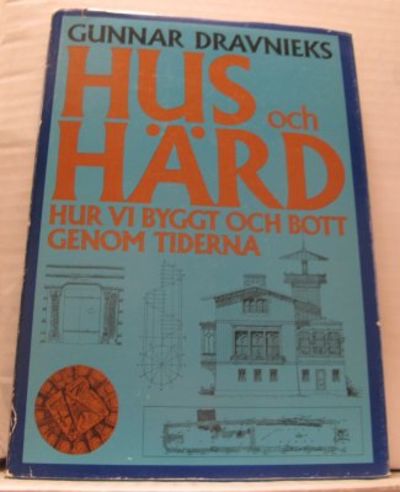 GUNNAR DRAVNIEKS
HUS och
HÄRD
HUR VI BYGGT OCH BOTT
GENOM TIDERNA